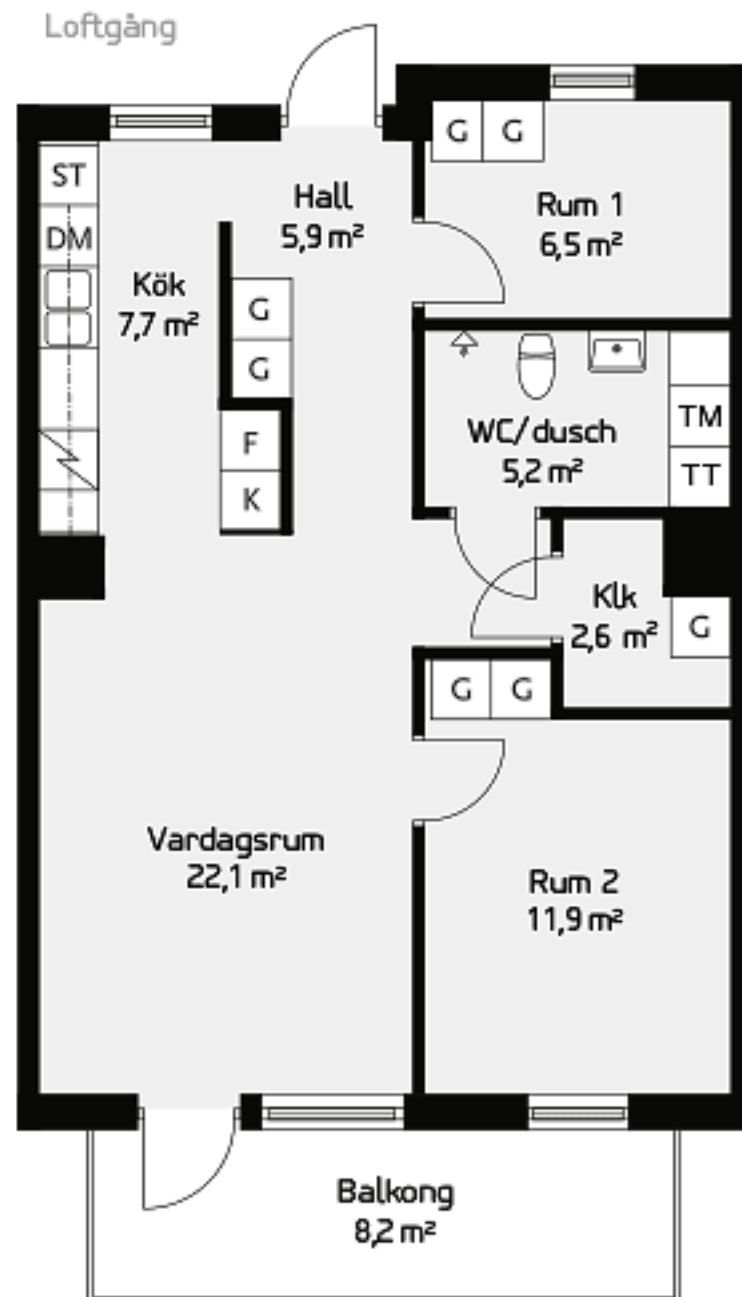 Loftgång
G G
ST
Hall
5,9 m²
Rum 1
6,5 m²
DM
Kök
7,7 m²
G
G
F
K
WC/dusch
5,2 m²
TM
TT
Klk
2,6 m²
G
G G
Vardagsrum
22,1 m²
Rum 2
11,9 m²
Balkong
8,2 m²